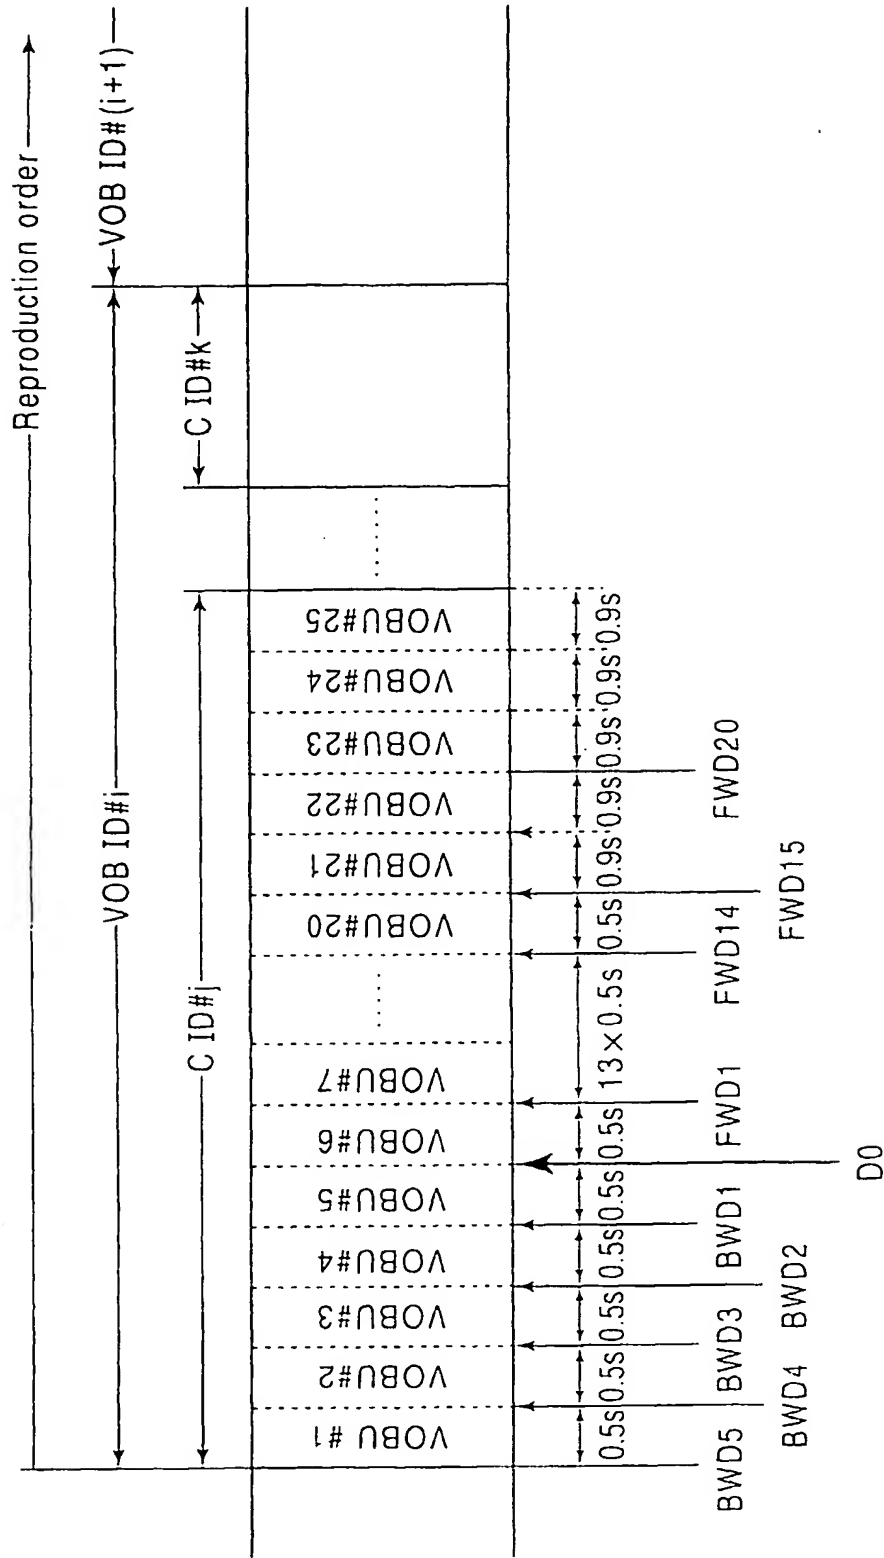 Reproduction order
VOB ID#i
VOB ID#(i+1)
C ID#j
C ID#k
VOBU #1
VOBU#2
VOBU#3
VOBU#4
VOBU#5
VOBU#6
VOBU#7
........
VOBU#20
VOBU#21
VOBU#22
VOBU#23
VOBU#24
VOBU#25
........
0.5s 0.5s 0.5s 0.5s 0.5s 0.5s 13×0.5s 0.5s 0.9s 0.9s 0.9s 0.9s 0.9s
BWD5
BWD4
BWD3
BWD2
BWD1
D0
FWD1
FWD14
FWD15
FWD20